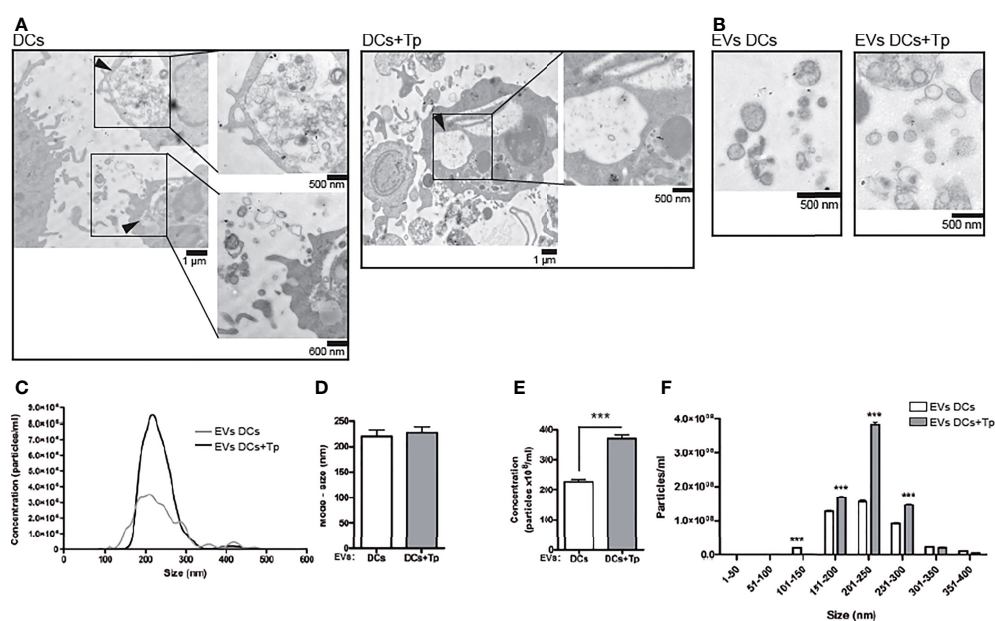 A
DCs
500 nm
1 µm
600 nm
DCs+Tp
500 nm
1 µm
B
EVs DCs
500 nm
EVs DCs+Tp
500 nm
C
Concentration (particles/ml)
9.0×10⁶
8.0×10⁶
7.0×10⁶
6.0×10⁶
5.0×10⁶
4.0×10⁶
3.0×10⁶
2.0×10⁶
1.0×10⁶
0
0 100 200 300 400 500 600
Size (nm)
EVs DCs
EVs DCs+Tp
D
size (nm)
250
200
150
100
50
0
EVs: DCs DCs+Tp
E
Concentration
(particles x10⁸/ml)
400
300
200
100
0
***
EVs: DCs DCs+Tp
F
EVs DCs
EVs DCs+Tp
Particles/ml
4.0×10⁰⁸
3.0×10⁰⁸
2.0×10⁰⁸
1.0×10⁰⁸
0.0
*** *** *** ***
1-50 51-100 101-150 151-200 201-250 251-300 301-350 351-400
Size (nm)